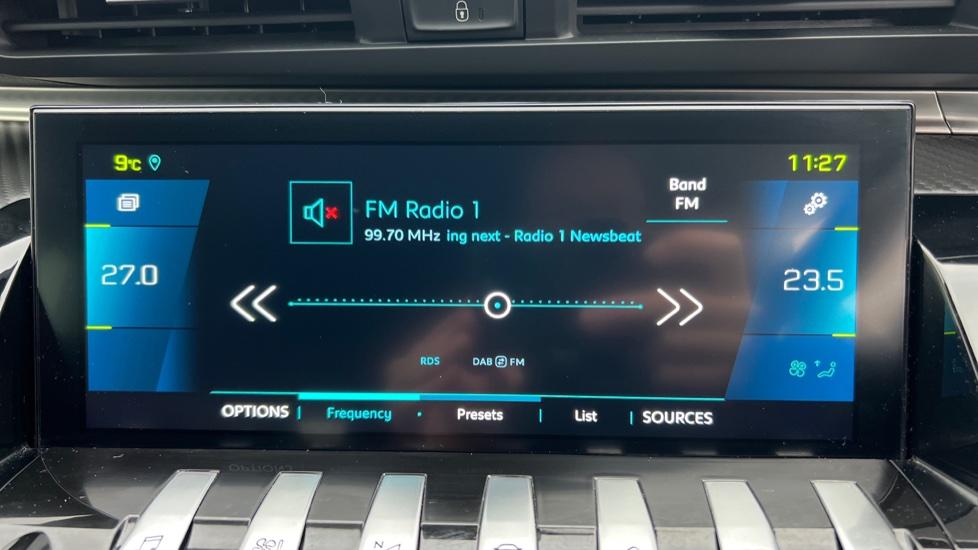 9°C
11:27
Band
FM
FM Radio 1
99.70 MHz ing next - Radio 1 Newsbeat
27.0
23.5
RDS
DAB FM
OPTIONS | Frequency • Presets | List | SOURCES
N